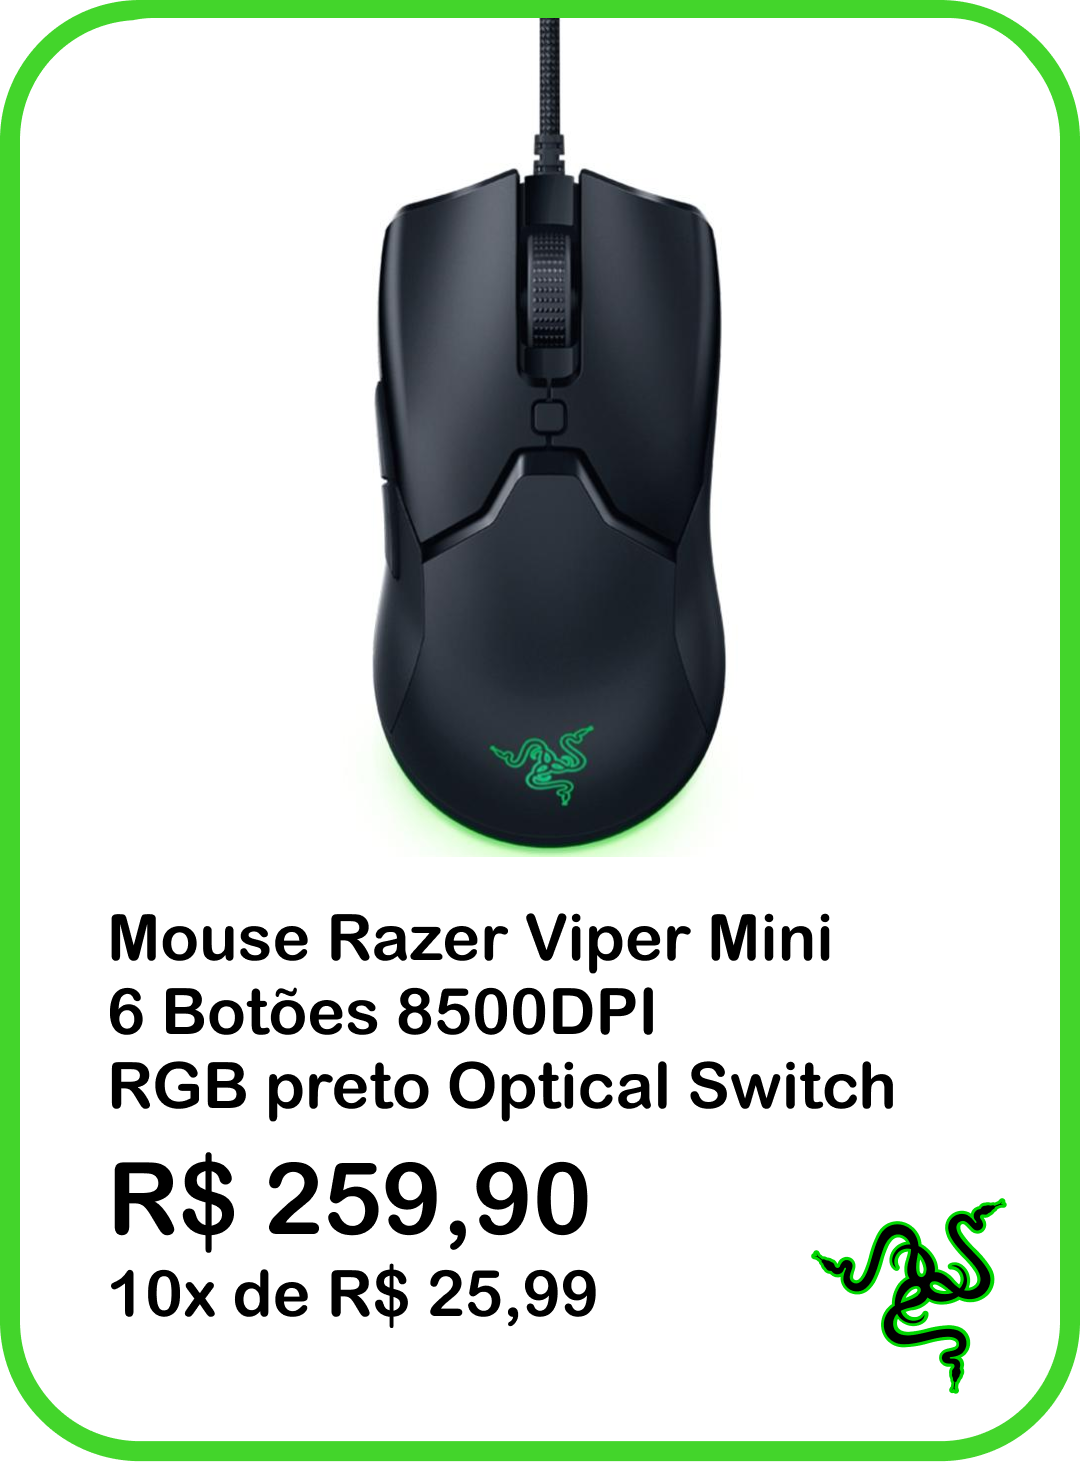 Mouse Razer Viper Mini
6 Botões 8500DPI
RGB preto Optical Switch
R$ 259,90
10x de R$ 25,99